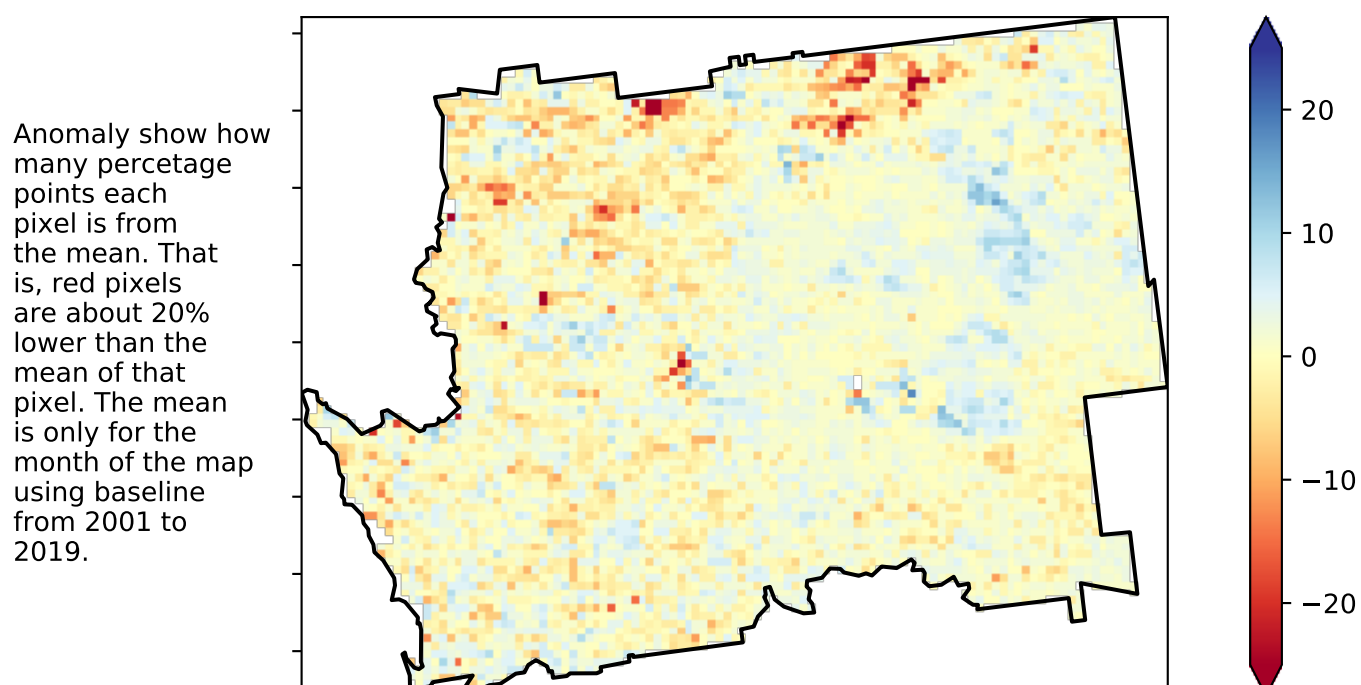 Anomaly show how
many percetage
points each
pixel is from
the mean. That
is, red pixels
are about 20%
lower than the
mean of that
pixel. The mean
is only for the
month of the map
using baseline
from 2001 to
2019.
20
10
0
−10
−20